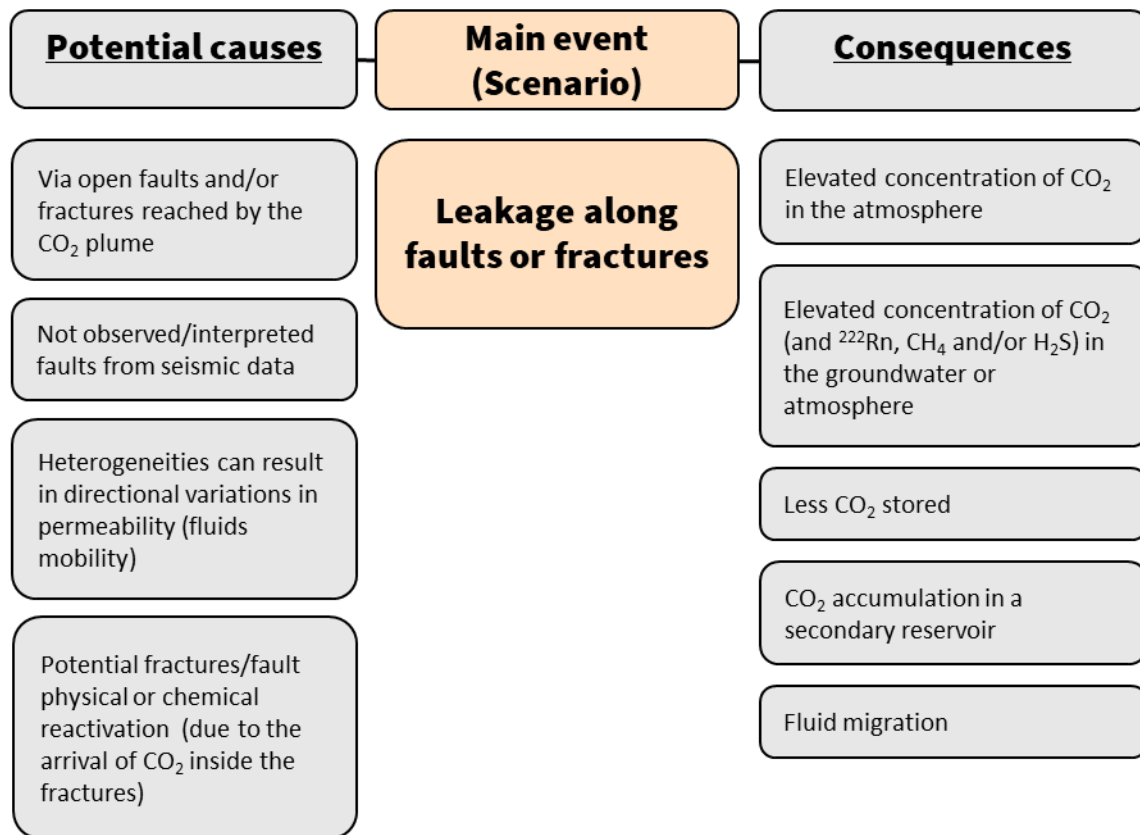 Potential causes
Main event
(Scenario)
Consequences
Via open faults and/or
fractures reached by the
CO₂ plume
Not observed/interpreted
faults from seismic data
Heterogeneities can result
in directional variations in
permeability (fluids
mobility)
Potential fractures/fault
physical or chemical
reactivation (due to the
arrival of CO₂ inside the
fractures)
Leakage along
faults or fractures
Elevated concentration of CO₂
in the atmosphere
Elevated concentration of CO₂
(and ²²²Rn, CH₄ and/or H₂S) in
the groundwater or
atmosphere
Less CO₂ stored
CO₂ accumulation in a
secondary reservoir
Fluid migration